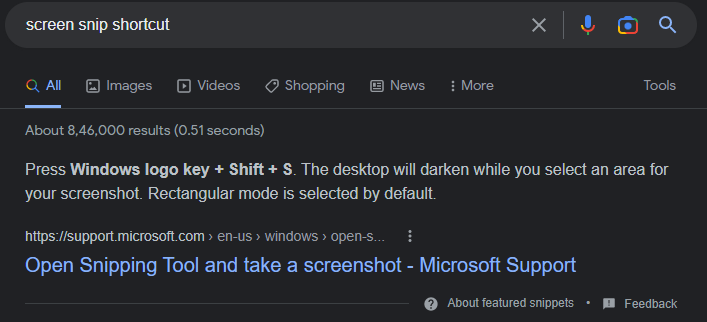 screen snip shortcut
All Images Videos Shopping News More Tools
About 8,46,000 results (0.51 seconds)
Press Windows logo key + Shift + S. The desktop will darken while you select an area for
your screenshot. Rectangular mode is selected by default.
https://support.microsoft.com › en-us › windows › open-s...
Open Snipping Tool and take a screenshot - Microsoft Support
About featured snippets • Feedback